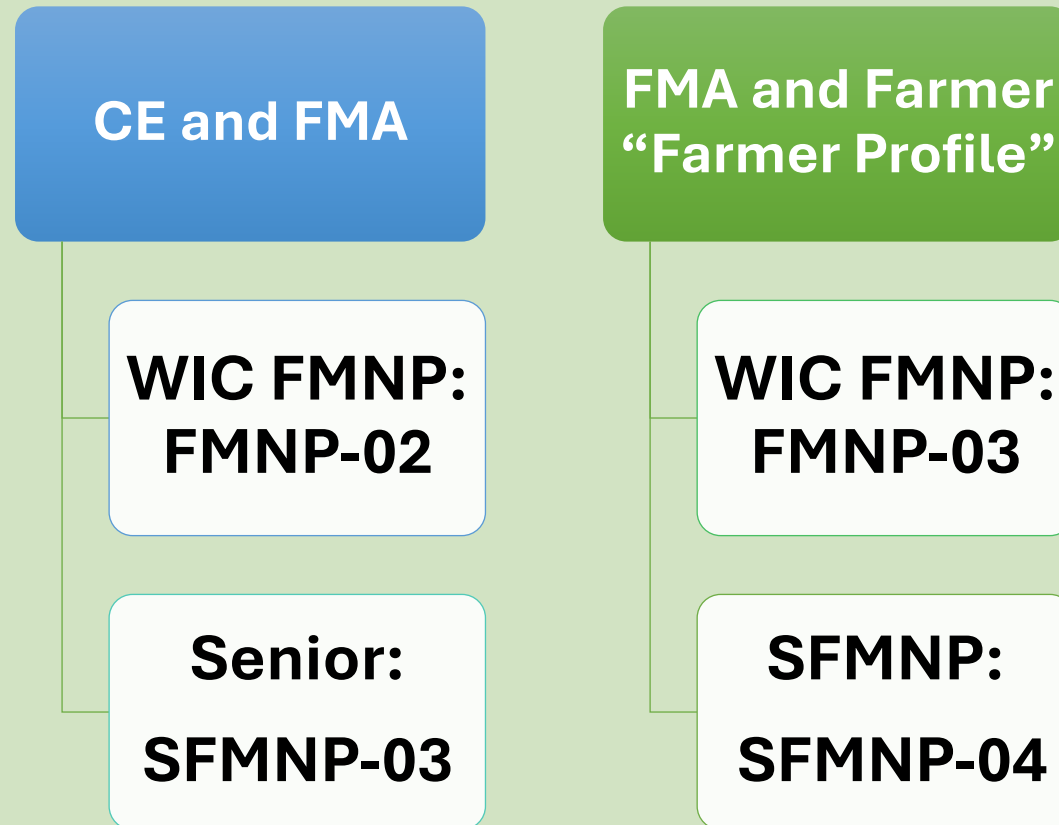 CE and FMA
WIC FMNP:
FMNP-02
Senior:
SFMNP-03
FMA and Farmer
“Farmer Profile”
WIC FMNP:
FMNP-03
SFMNP:
SFMNP-04